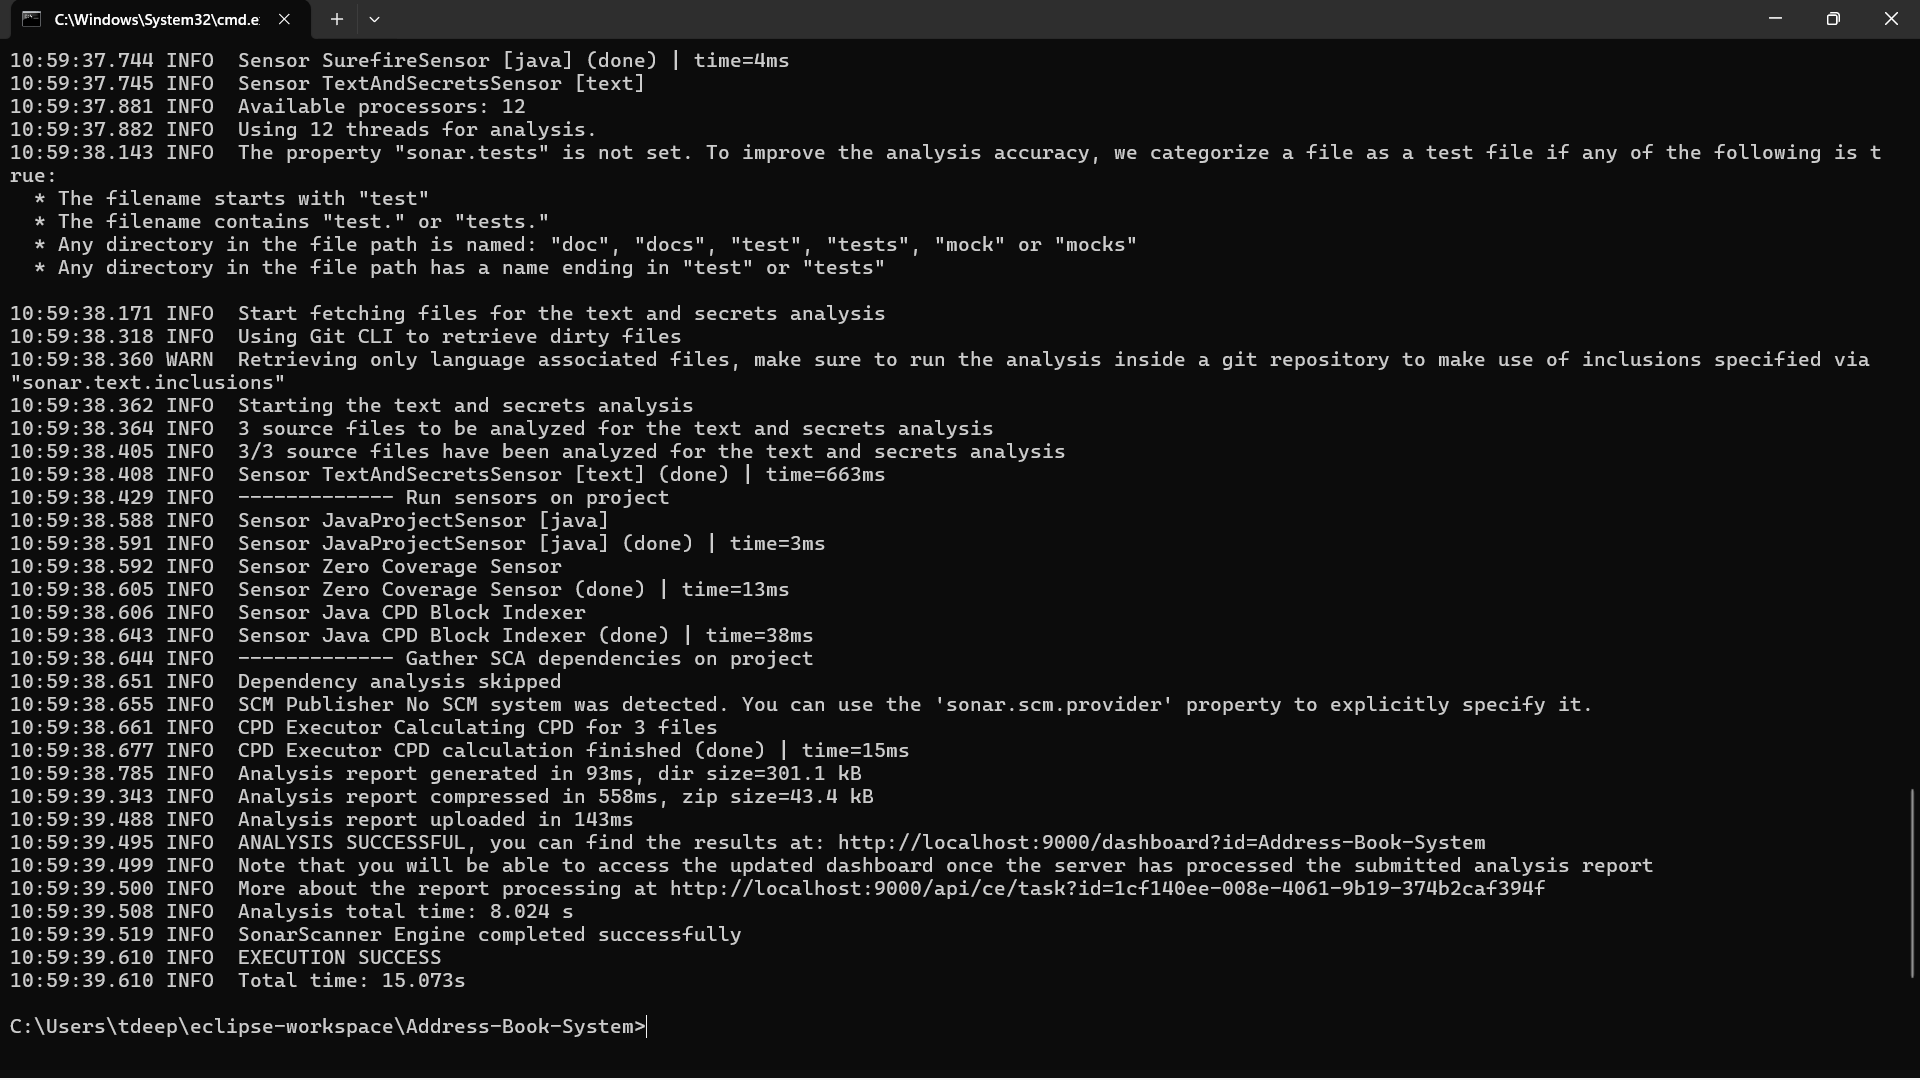 C:\Windows\System32\cmd.e
10:59:37.744 INFO  Sensor SurefireSensor [java] (done) | time=4ms
10:59:37.745 INFO  Sensor TextAndSecretsSensor [text]
10:59:37.881 INFO  Available processors: 12
10:59:37.882 INFO  Using 12 threads for analysis.
10:59:38.143 INFO  The property "sonar.tests" is not set. To improve the analysis accuracy, we categorize a file as a test file if any of the following is t
rue:
  * The filename starts with "test"
  * The filename contains "test." or "tests."
  * Any directory in the file path is named: "doc", "docs", "test", "tests", "mock" or "mocks"
  * Any directory in the file path has a name ending in "test" or "tests"
10:59:38.171 INFO  Start fetching files for the text and secrets analysis
10:59:38.318 INFO  Using Git CLI to retrieve dirty files
10:59:38.360 WARN  Retrieving only language associated files, make sure to run the analysis inside a git repository to make use of inclusions specified via
"sonar.text.inclusions"
10:59:38.362 INFO  Starting the text and secrets analysis
10:59:38.364 INFO  3 source files to be analyzed for the text and secrets analysis
10:59:38.405 INFO  3/3 source files have been analyzed for the text and secrets analysis
10:59:38.408 INFO  Sensor TextAndSecretsSensor [text] (done) | time=663ms
10:59:38.429 INFO  ------------- Run sensors on project
10:59:38.588 INFO  Sensor JavaProjectSensor [java]
10:59:38.591 INFO  Sensor JavaProjectSensor [java] (done) | time=3ms
10:59:38.592 INFO  Sensor Zero Coverage Sensor
10:59:38.605 INFO  Sensor Zero Coverage Sensor (done) | time=13ms
10:59:38.606 INFO  Sensor Java CPD Block Indexer
10:59:38.643 INFO  Sensor Java CPD Block Indexer (done) | time=38ms
10:59:38.644 INFO  ------------- Gather SCA dependencies on project
10:59:38.651 INFO  Dependency analysis skipped
10:59:38.655 INFO  SCM Publisher No SCM system was detected. You can use the 'sonar.scm.provider' property to explicitly specify it.
10:59:38.661 INFO  CPD Executor Calculating CPD for 3 files
10:59:38.677 INFO  CPD Executor CPD calculation finished (done) | time=15ms
10:59:38.785 INFO  Analysis report generated in 93ms, dir size=301.1 kB
10:59:39.343 INFO  Analysis report compressed in 558ms, zip size=43.4 kB
10:59:39.488 INFO  Analysis report uploaded in 143ms
10:59:39.495 INFO  ANALYSIS SUCCESSFUL, you can find the results at: http://localhost:9000/dashboard?id=Address-Book-System
10:59:39.499 INFO  Note that you will be able to access the updated dashboard once the server has processed the submitted analysis report
10:59:39.500 INFO  More about the report processing at http://localhost:9000/api/ce/task?id=1cf140ee-008e-4061-9b19-374b2caf394f
10:59:39.508 INFO  Analysis total time: 8.024 s
10:59:39.519 INFO  SonarScanner Engine completed successfully
10:59:39.610 INFO  EXECUTION SUCCESS
10:59:39.610 INFO  Total time: 15.073s
C:\Users\tdeep\eclipse-workspace\Address-Book-System>